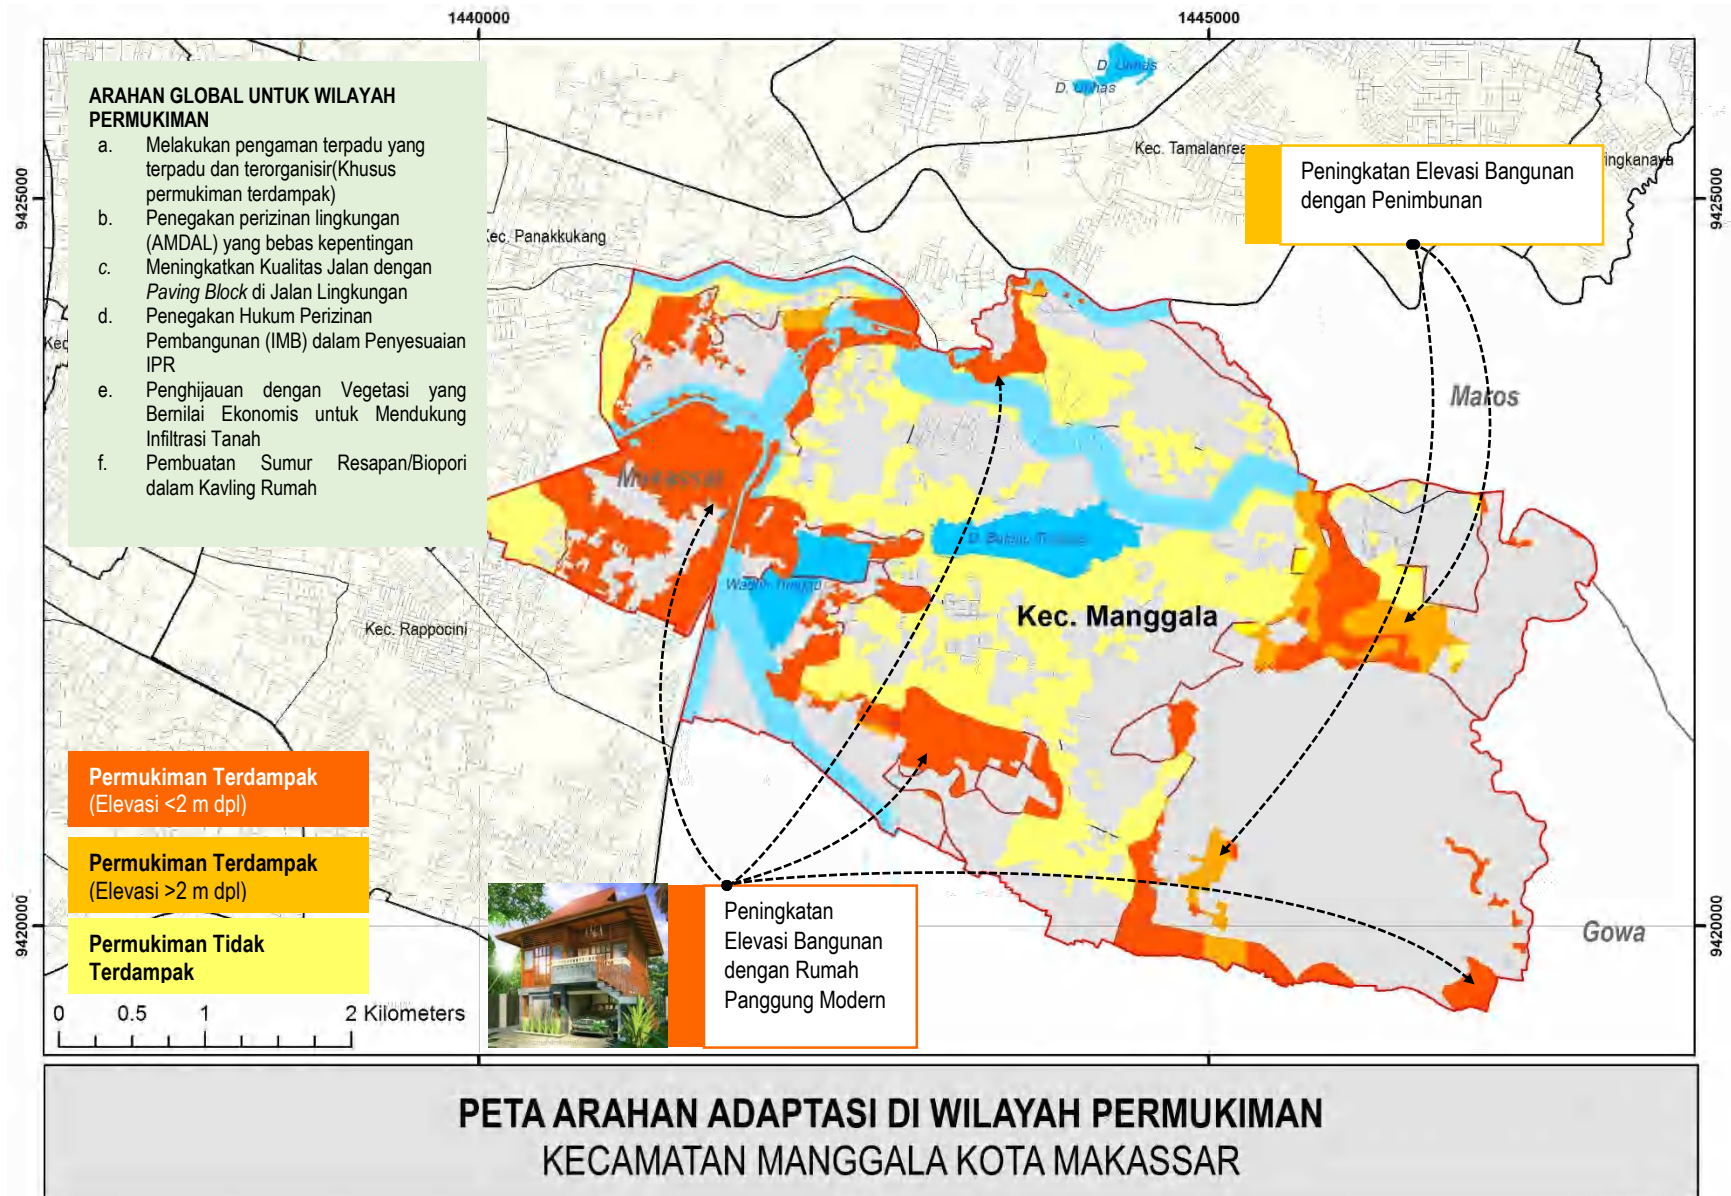 1440000
1445000
D. Unhas
D. Unhas
ARAHAN GLOBAL UNTUK WILAYAH
PERMUKIMAN
a. Melakukan pengaman terpadu yang
terpadu dan terorganisir(Khusus
permukiman terdampak)
b. Penegakan perizinan lingkungan
(AMDAL) yang bebas kepentingan
c. Meningkatkan Kualitas Jalan dengan
Paving Block di Jalan Lingkungan
d. Penegakan Hukum Perizinan
Pembangunan (IMB) dalam Penyesuaian
IPR
e. Penghijauan dengan Vegetasi yang
Bernilai Ekonomis untuk Mendukung
Infiltrasi Tanah
f. Pembuatan Sumur Resapan/Biopori
dalam Kavling Rumah
Kec. Tamalanrea
ingkanaya
Peningkatan Elevasi Bangunan
dengan Penimbunan
9425000
9425000
Kec. Panakkukang
Kec
Maros
Makassar
Kec. Manggala
Kec. Rappocini
Permukiman Terdampak
(Elevasi <2 m dpl)
Permukiman Terdampak
(Elevasi >2 m dpl)
Permukiman Tidak
Terdampak
Peningkatan
Elevasi Bangunan
dengan Rumah
Panggung Modern
9420000
Gowa
9420000
0 0.5 1 2 Kilometers
PETA ARAHAN ADAPTASI DI WILAYAH PERMUKIMAN
KECAMATAN MANGGALA KOTA MAKASSAR